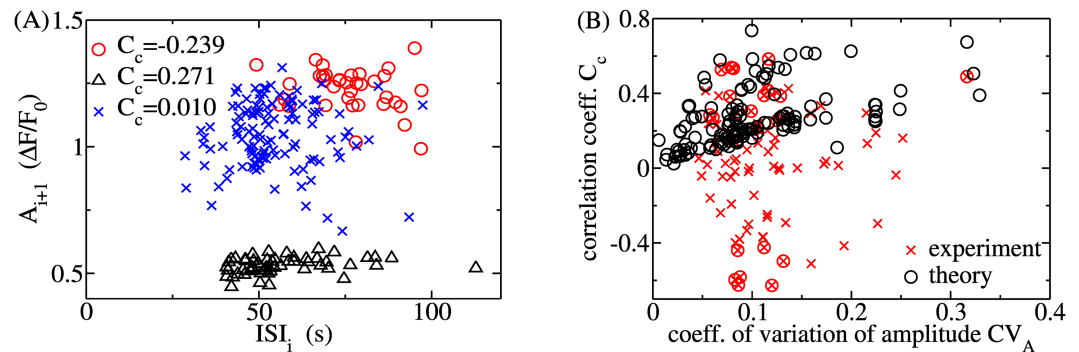 (A)
1.5
1
0.5
A_{i+1} (ΔF/F_0)
C_c=-0.239
C_c=0.271
C_c=0.010
50
100
ISI_i (s)
(B)
0.8
0.4
0
-0.4
correlation coeff. C_c
experiment
theory
0
0.1
0.2
0.3
0.4
coeff. of variation of amplitude CV_A